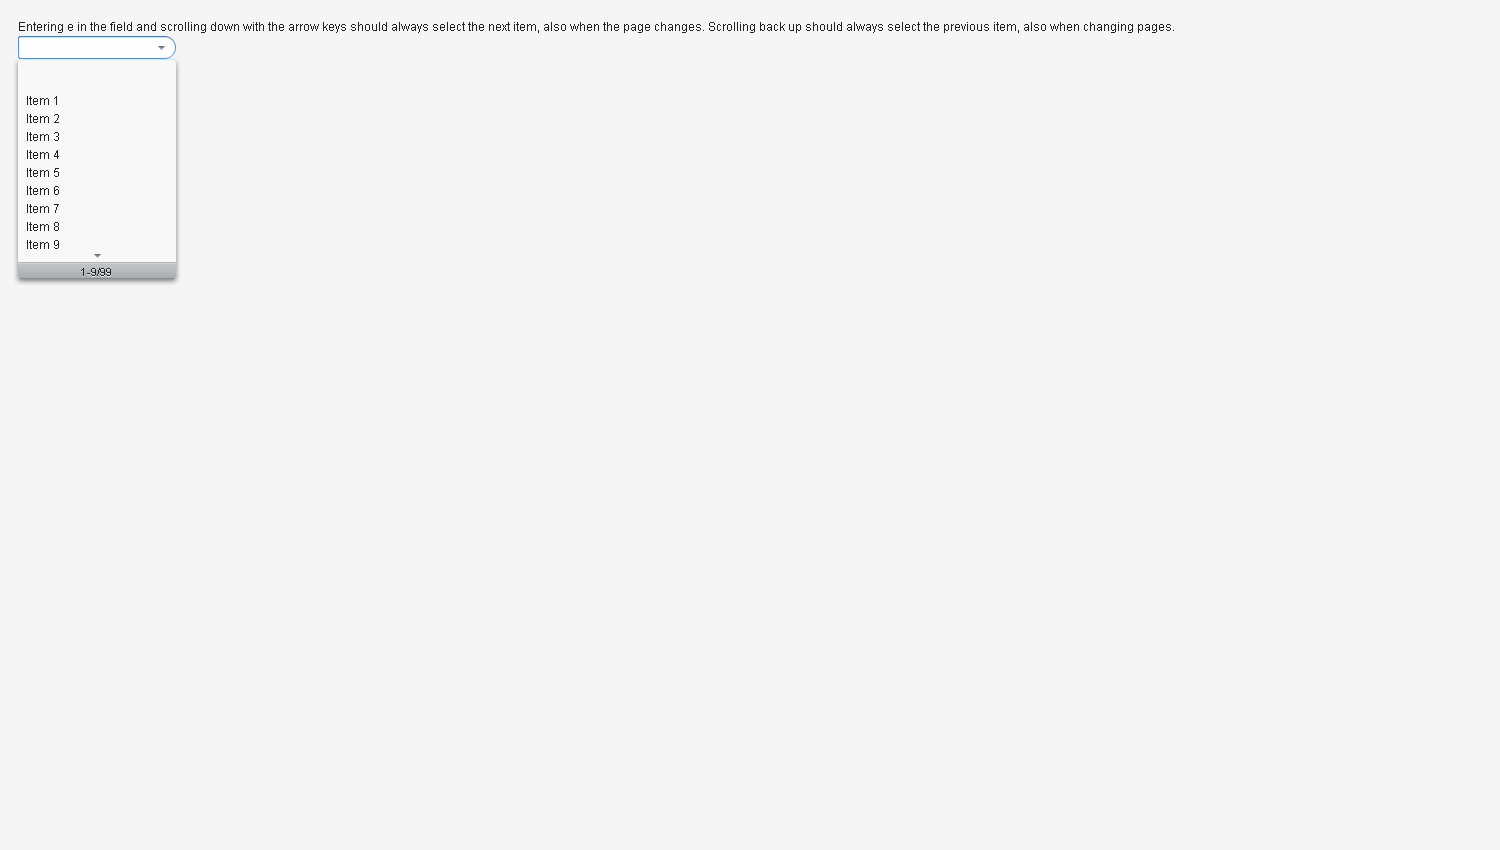 Entering e in the field and scrolling down with the arrow keys should always select the next item, also when the page changes. Scrolling back up should always select the previous item, also when changing pages.
Item 1
Item 2
Item 3
Item 4
Item 5
Item 6
Item 7
Item 8
Item 9
1-9/99